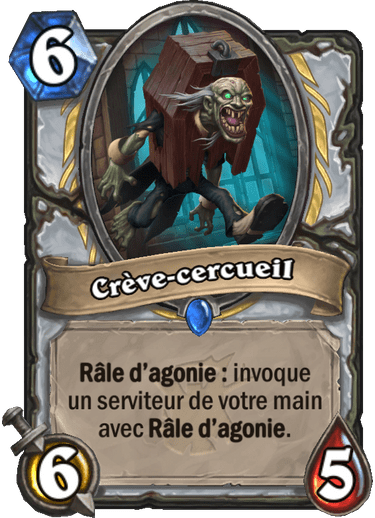 6
Crève-cercueil
Râle d'agonie : invoque
un serviteur de votre main
avec Râle d'agonie.
6
5